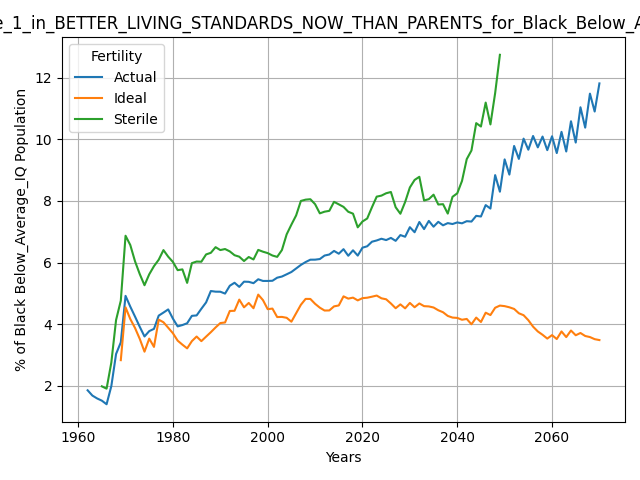 _1_in_BETTER_LIVING_STANDARDS_NOW_THAN_PARENTS_for_Black_Below_A
Fertility
Actual
Ideal
Sterile
% of Black Below_Average_IQ Population
12
10
8
6
4
2
1960 1980 2000 2020 2040 2060
Years